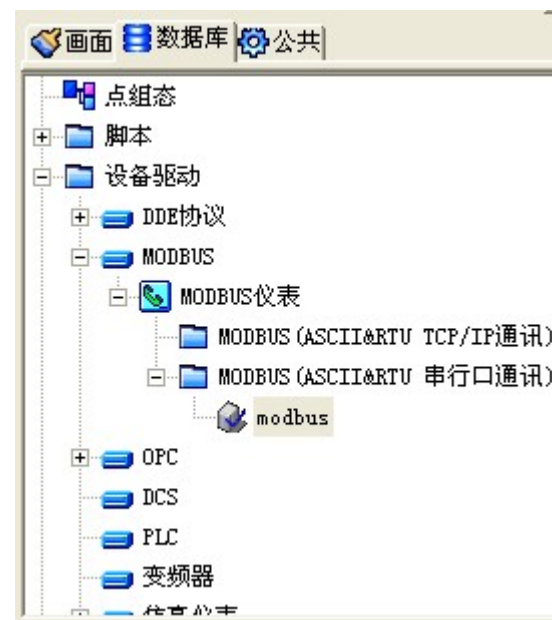 画面 数据库 公共
点组态
脚本
设备驱动
DDE协议
MODBUS
MODBUS仪表
MODBUS(ASCII&RTU TCP/IP通讯)
MODBUS(ASCII&RTU 串行口通讯)
modbus
OPC
DCS
PLC
变频器